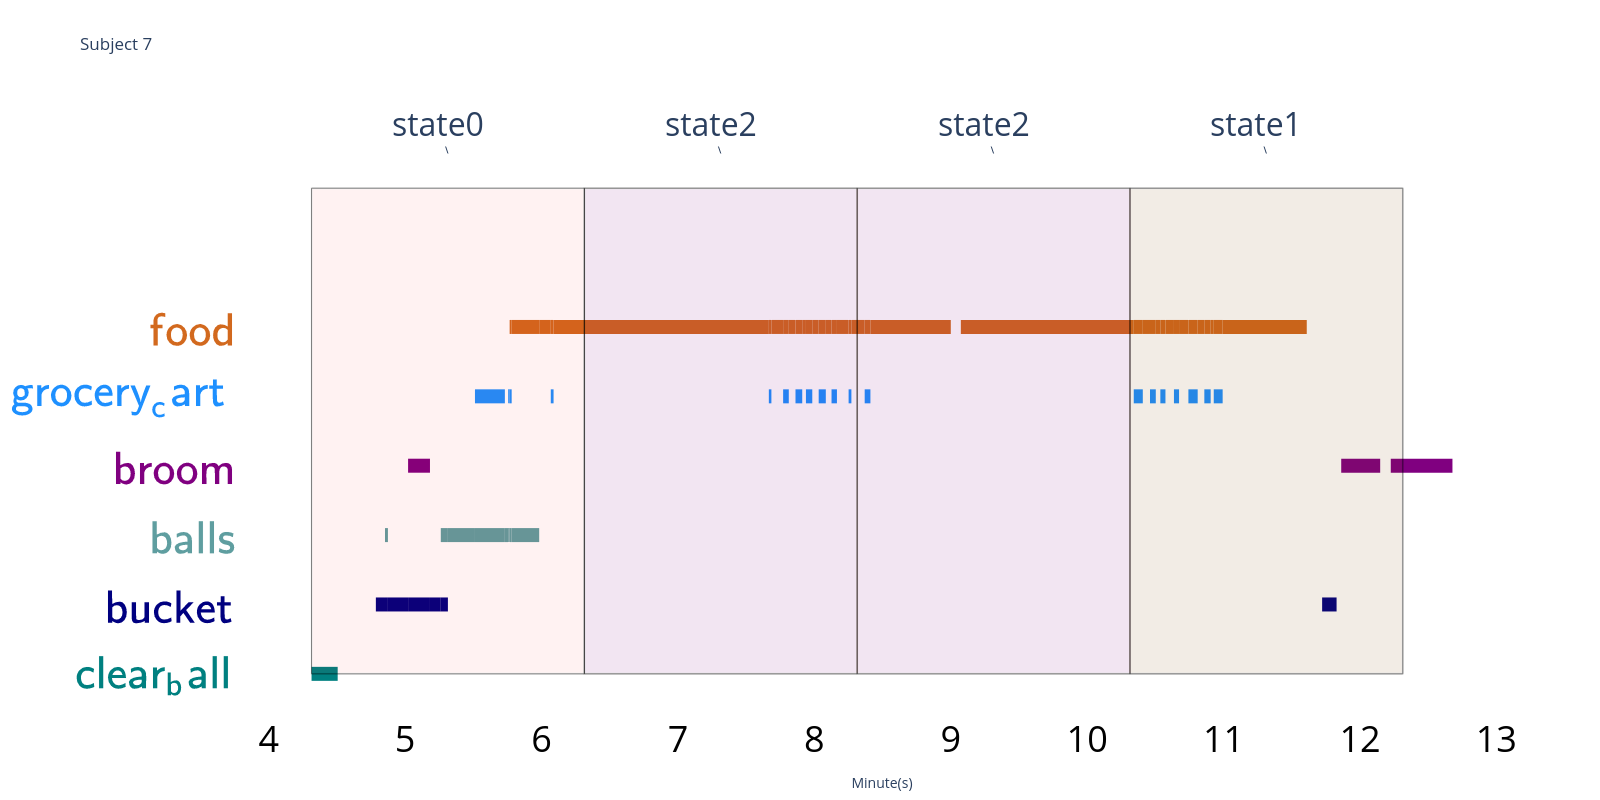 Subject 7
state0 state2 state2 state1
food
grocery_cart
broom
balls
bucket
clear_ball
4 5 6 7 8 9 10 11 12 13
Minute(s)